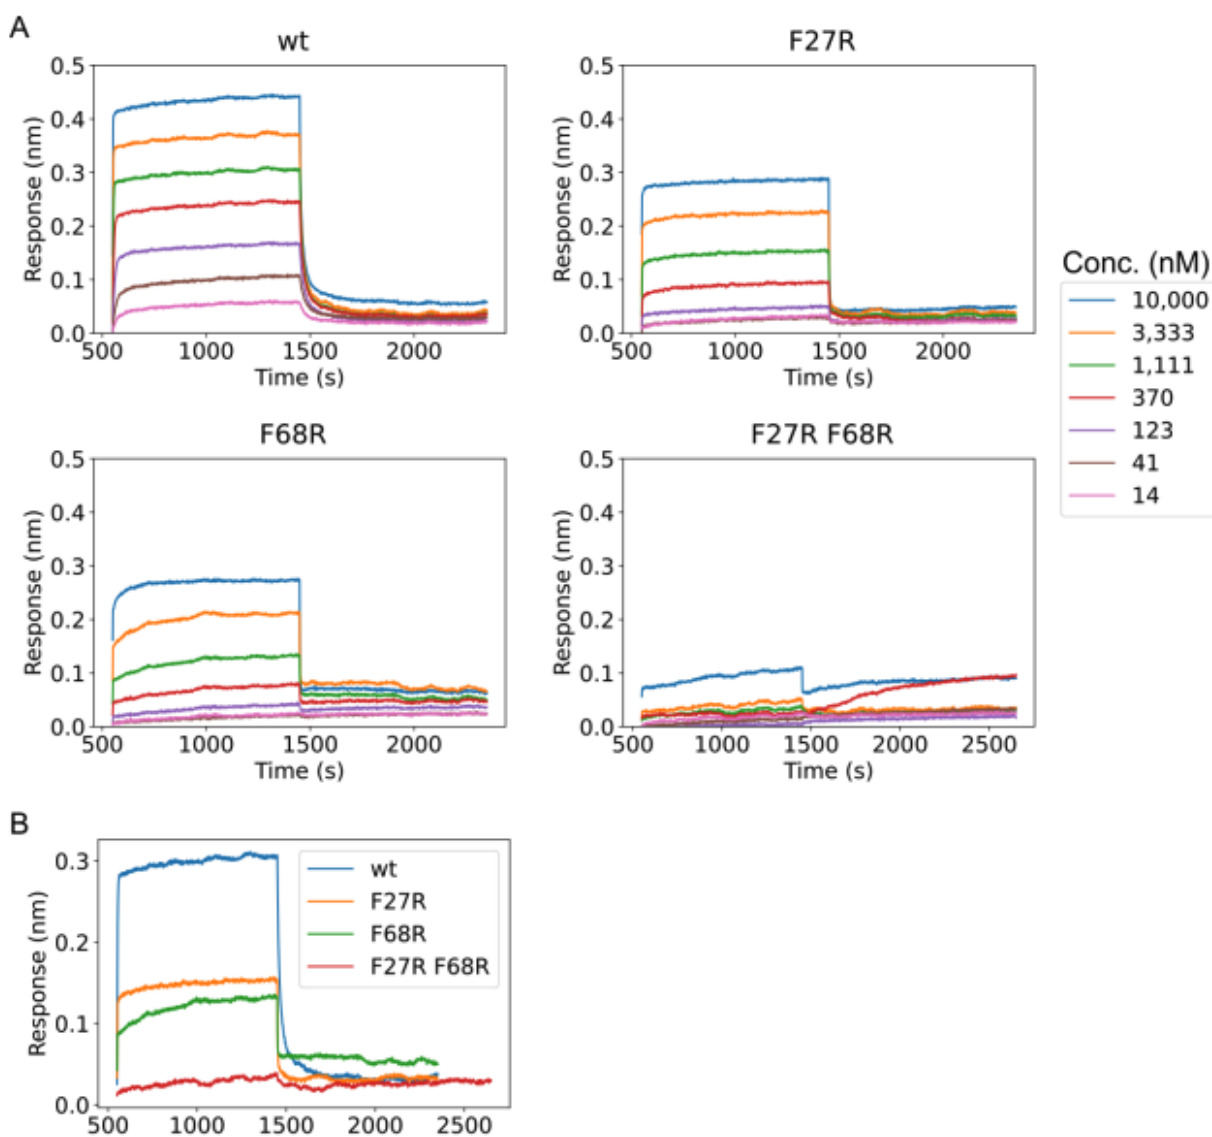 A
wt
F27R
0.5
0.4
0.3
0.2
0.1
0.0
Response (nm)
500 1000 1500 2000
Time (s)
0.5
0.4
0.3
0.2
0.1
0.0
Response (nm)
500 1000 1500 2000
Time (s)
Conc. (nM)
10,000
3,333
1,111
370
123
41
14
F68R
F27R F68R
0.5
0.4
0.3
0.2
0.1
0.0
Response (nm)
500 1000 1500 2000
Time (s)
0.5
0.4
0.3
0.2
0.1
0.0
Response (nm)
500 1000 1500 2000 2500
Time (s)
B
0.3
0.2
0.1
0.0
Response (nm)
wt
F27R
F68R
F27R F68R
500 1000 1500 2000 2500